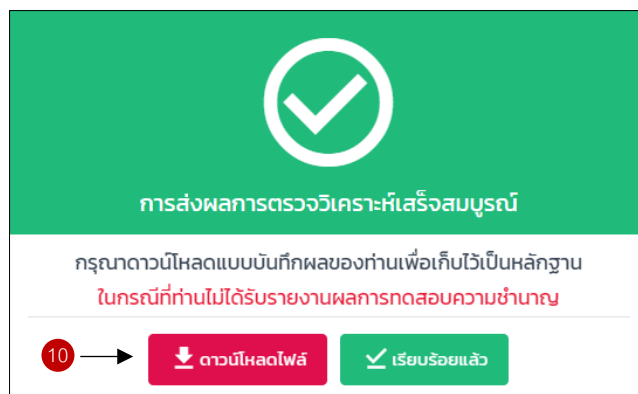 การส่งผลการตรวจวิเคราะห์เสร็จสมบูรณ์
กรุณาดาวน์โหลดแบบบันทึกผลของท่านเพื่อเก็บไว้เป็นหลักฐาน
ในกรณีที่ท่านไม่ได้รับรายงานผลการทดสอบความชำนาญ
10 ดาวน์โหลดไฟล์ เรียบร้อยแล้ว